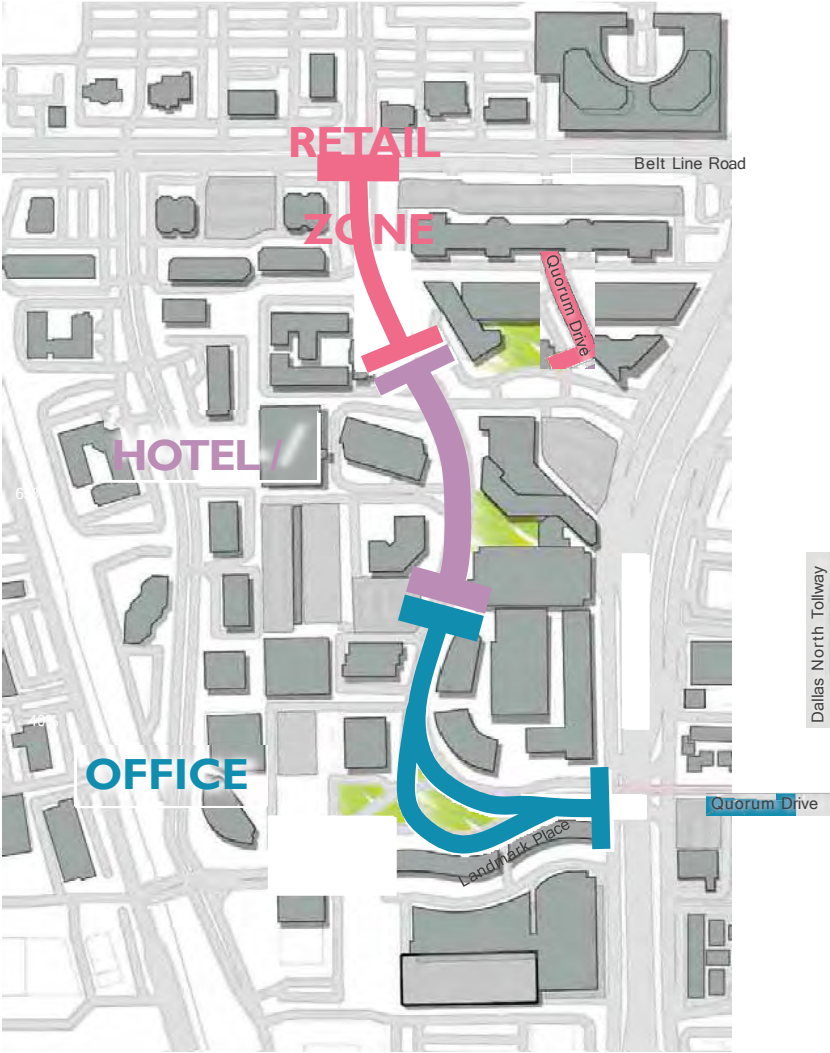 RETAIL
Belt Line Road
ZONE
Quorum Drive
HOTEL /
Dallas North Tollway
OFFICE
Quorum Drive
Landmark Place